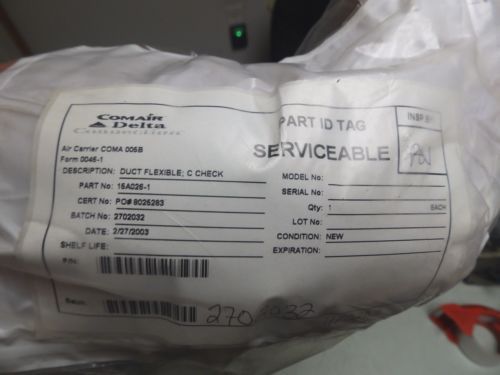 COMAIR
Delta
Connection
Air Carrier COMA 005B
Form 0045-1
PART ID TAG
INSP BY
SERVICEABLE
DESCRIPTION: DUCT FLEXIBLE; C CHECK
MODEL No:
PART No: 15A026-1
SERIAL No:
CERT No: PO# 8025283
Qty: 1 EACH
BATCH No: 2702032
LOT No:
DATE: 2/27/2003
CONDITION: NEW
SHELF LIFE:
EXPIRATION:
P/N:
Batch:
2702032